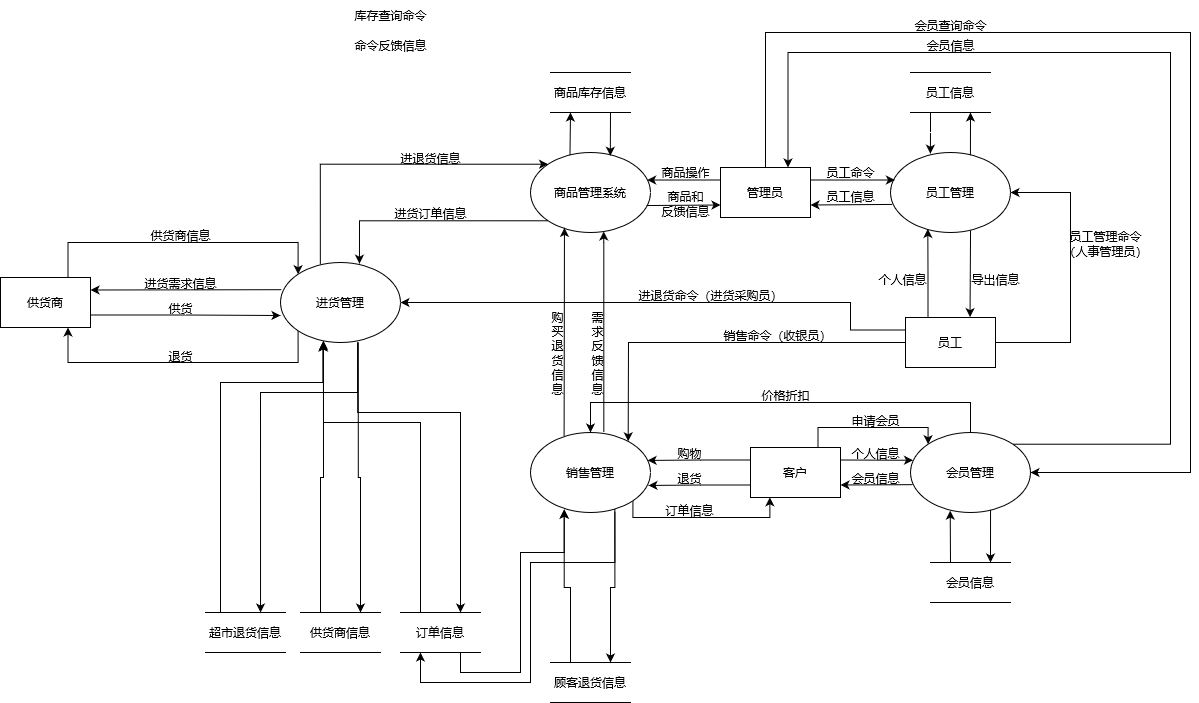 库存查询命令
会员查询命令
命令反馈信息
会员信息
商品库存信息
员工信息
进退货信息
商品操作
员工命令
商品管理系统
管理员
员工管理
商品和
反馈信息
员工信息
进货订单信息
供货商信息
员工管理命令
（人事管理员）
进货需求信息
个人信息
导出信息
供货商
供货
进货管理
进退货命令（进货采购员）
购买退货信息
需求反馈信息
销售命令（收银员）
员工
退货
价格折扣
申请会员
购物
个人信息
销售管理
客户
会员管理
退货
会员信息
订单信息
会员信息
超市退货信息
供货商信息
订单信息
顾客退货信息